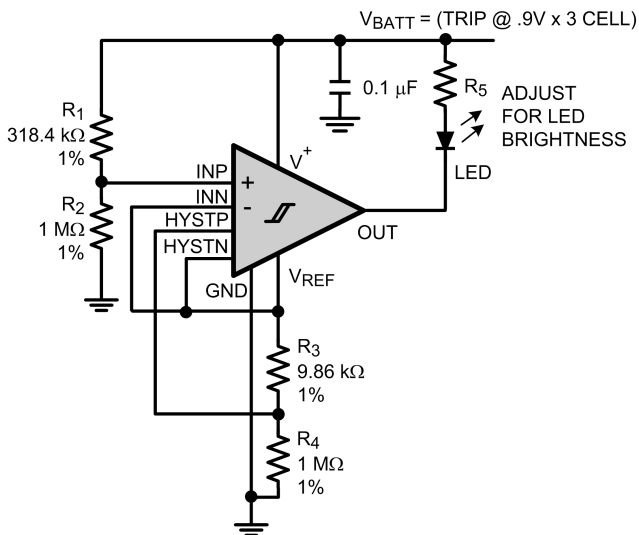 VBATT = (TRIP @ .9V x 3 CELL)
R1
318.4 kΩ
1%
0.1 µF
R5
ADJUST
FOR LED
BRIGHTNESS
LED
V+
INP
+
INN
-
HYSTP
HYSTN
OUT
R2
1 MΩ
1%
VREF
GND
R3
9.86 kΩ
1%
R4
1 MΩ
1%